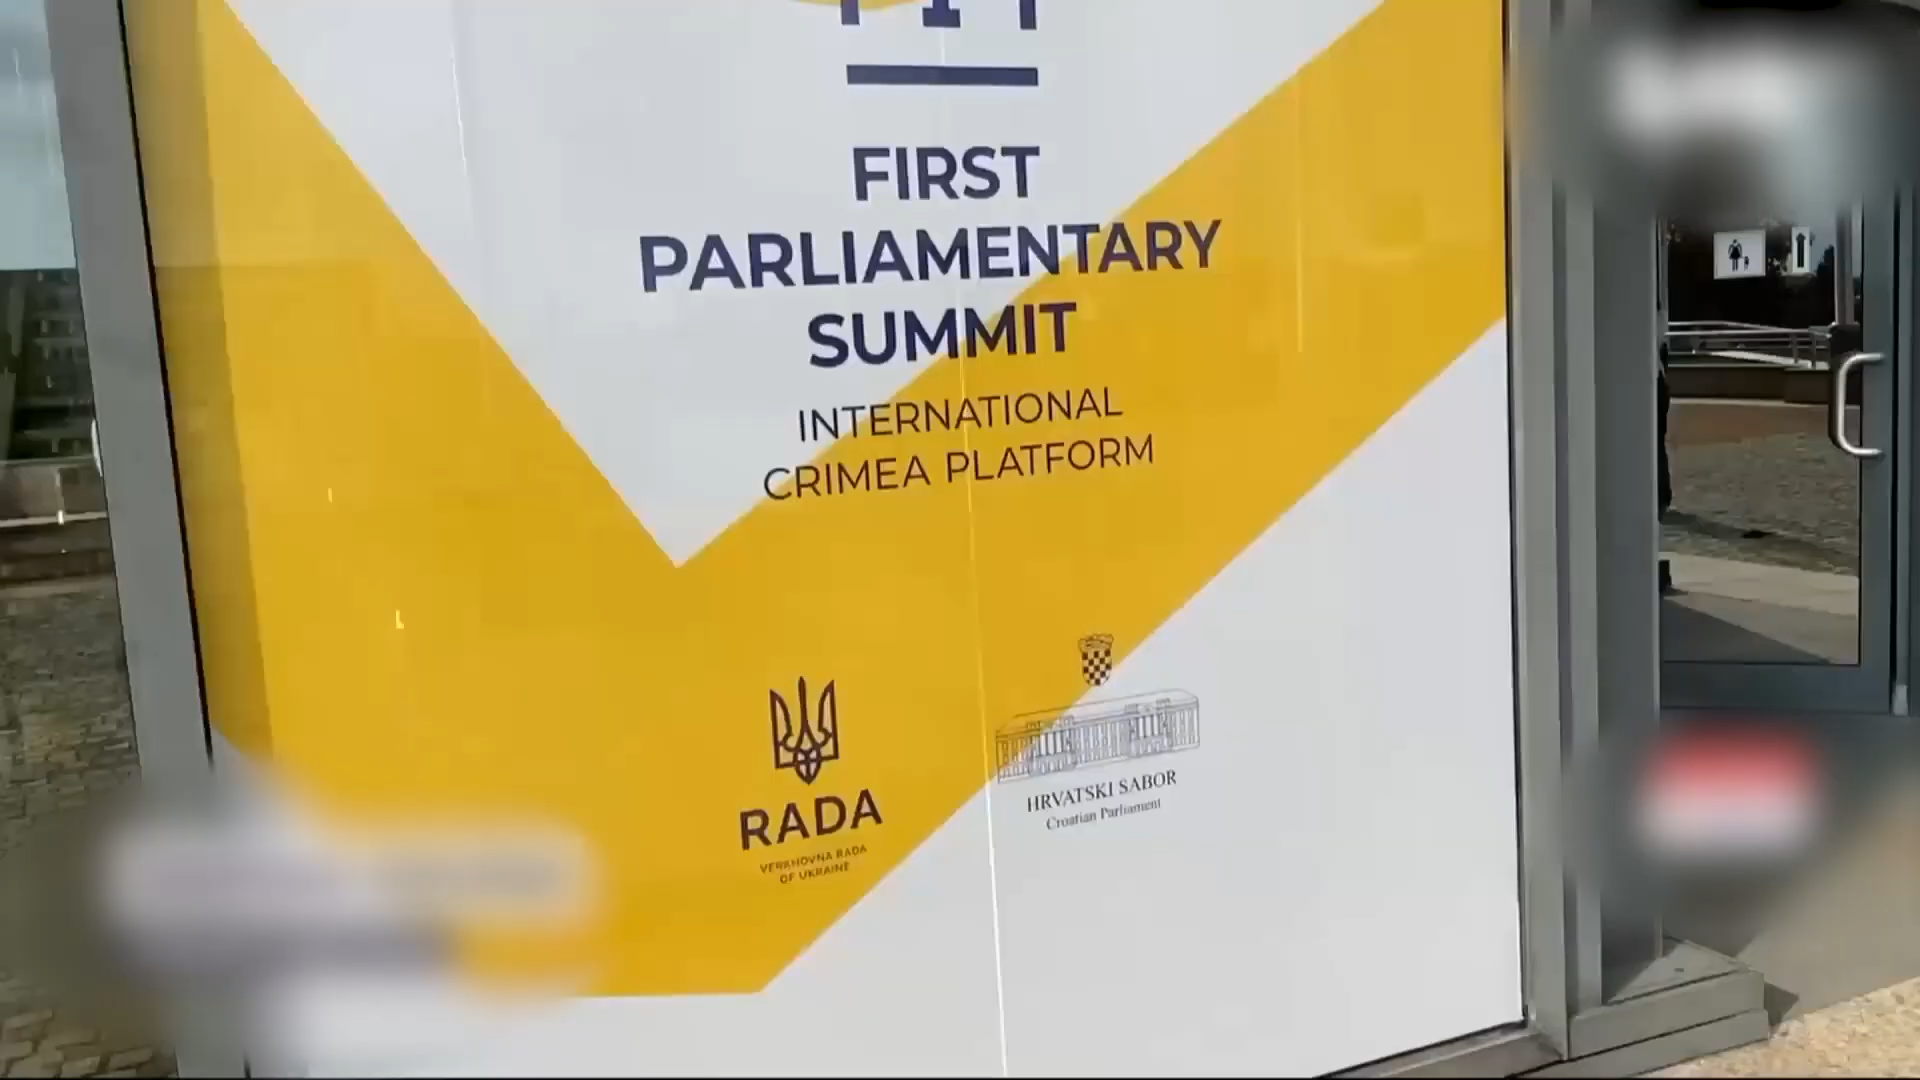 FIRST
PARLIAMENTARY
SUMMIT
INTERNATIONAL
CRIMEA PLATFORM
RADA
VERKHOVNA RADA
OF UKRAINE
HRVATSKI SABOR
Croatian Parliament